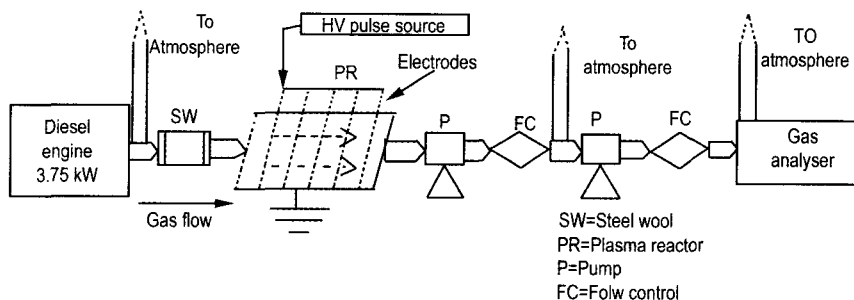 To
Atmosphere
HV pulse source
PR
Electrodes
To
atmosphere
TO
atmosphere
SW
P
FC
P
FC
Diesel
engine
3.75 kW
Gas
analyser
Gas flow
SW=Steel wool
PR=Plasma reactor
P=Pump
FC=Folw control